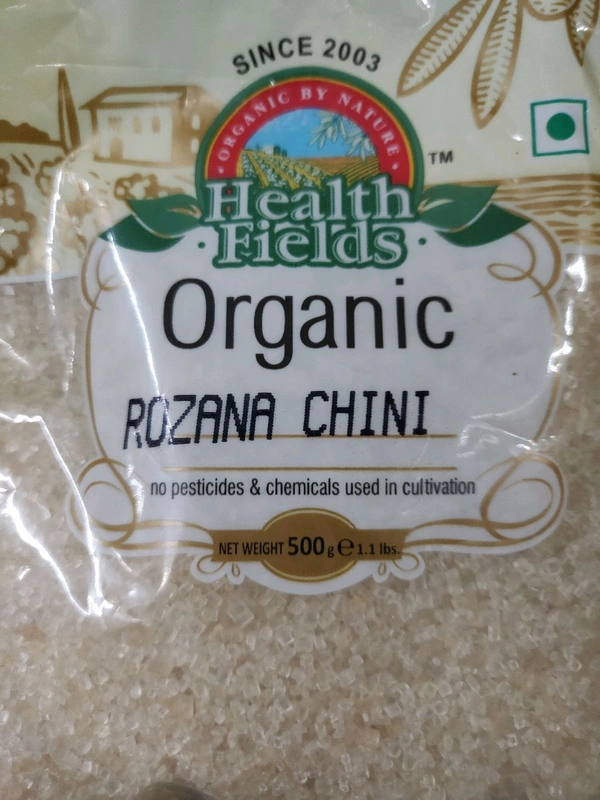 SINCE 2003
• ORGANIC BY NATURE •
TM
Health
• Fields •
Organic
ROZANA CHINI
no pesticides & chemicals used in cultivation
NET WEIGHT 500 g ℮ 1.1 lbs.